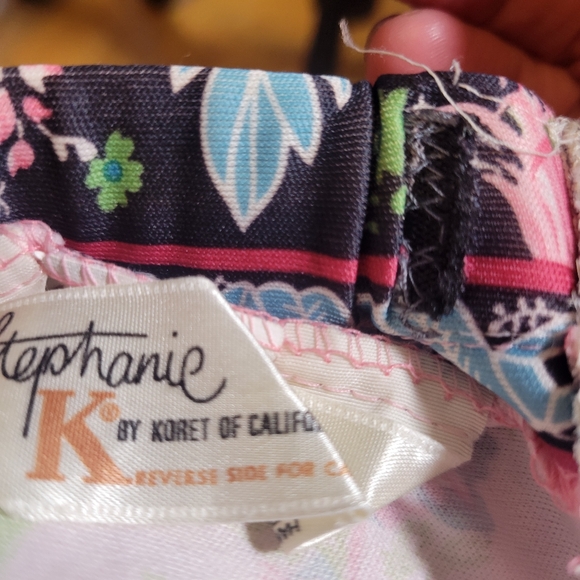 Stephanie
K®
BY KORET OF CALIFO
REVERSE SIDE FOR CA